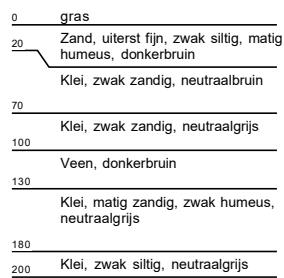 0 gras
20 Zand, uiterst fijn, zwak siltig, matig
humeus, donkerbruin
Klei, zwak zandig, neutraalbruin
70
Klei, zwak zandig, neutraalgrijs
100
Veen, donkerbruin
130
Klei, matig zandig, zwak humeus,
neutraalgrijs
180
Klei, zwak siltig, neutraalgrijs
200